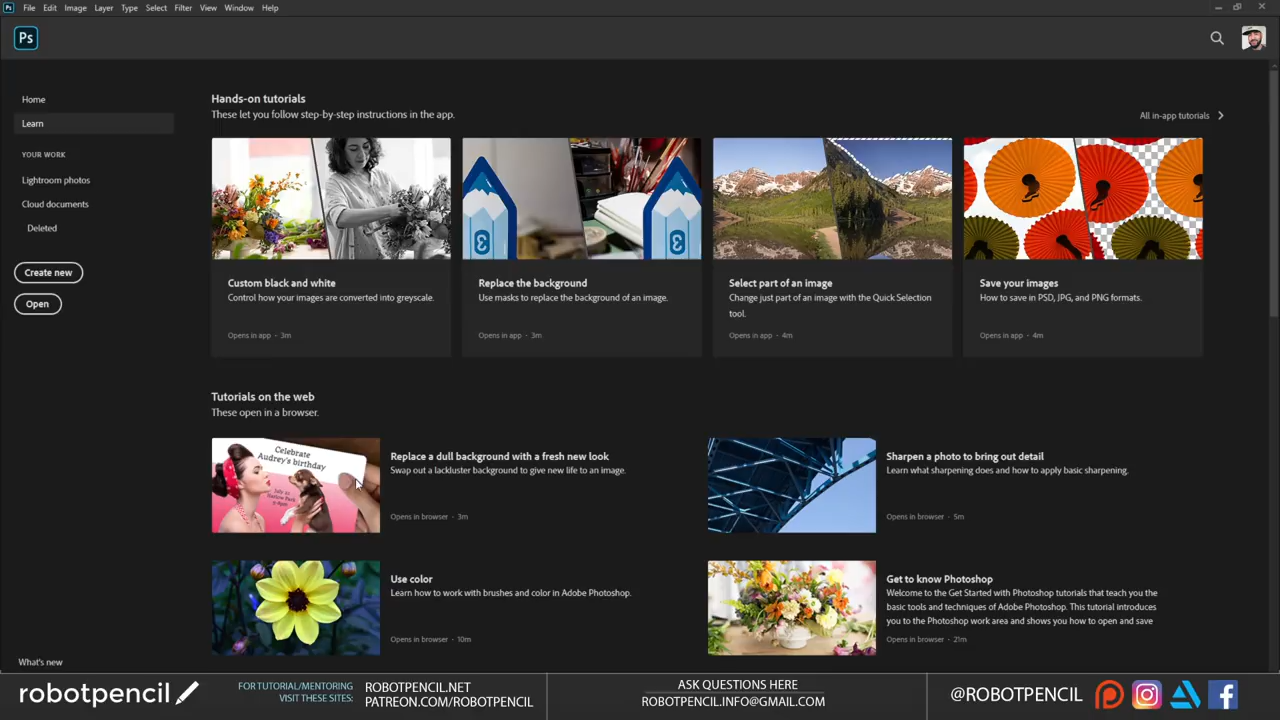 Ps File Edit Image Layer Type Select Filter View Window Help
Ps
Home
Learn
YOUR WORK
Lightroom photos
Cloud documents
Deleted
Create new
Open
What's new
Hands-on tutorials
These let you follow step-by-step instructions in the app.
All in-app tutorials
Custom black and white
Control how your images are converted into greyscale.
Opens in app • 3m
Replace the background
Use masks to replace the background of an image.
Opens in app • 3m
Select part of an image
Change just part of an image with the Quick Selection
tool.
Opens in app • 4m
Save your images
How to save in PSD, JPG, and PNG formats.
Opens in app • 4m
Tutorials on the web
These open in a browser.
Celebrate
Audrey's birthday
Replace a dull background with a fresh new look
Swap out a lackluster background to give new life to an image.
Opens in browser • 3m
Sharpen a photo to bring out detail
Learn what sharpening does and how to apply basic sharpening.
Opens in browser • 5m
Use color
Learn how to work with brushes and color in Adobe Photoshop.
Opens in browser • 10m
Get to know Photoshop
Welcome to the Get Started with Photoshop tutorials that teach you the
basic tools and techniques of Adobe Photoshop. This tutorial introduces
you to the Photoshop work area and shows you how to open and save
Opens in browser • 21m
robotpencil
FOR TUTORIAL/MENTORING
VISIT THESE SITES:
ROBOTPENCIL.NET
PATREON.COM/ROBOTPENCIL
ASK QUESTIONS HERE
ROBOTPENCIL.INFO@GMAIL.COM
@ROBOTPENCIL